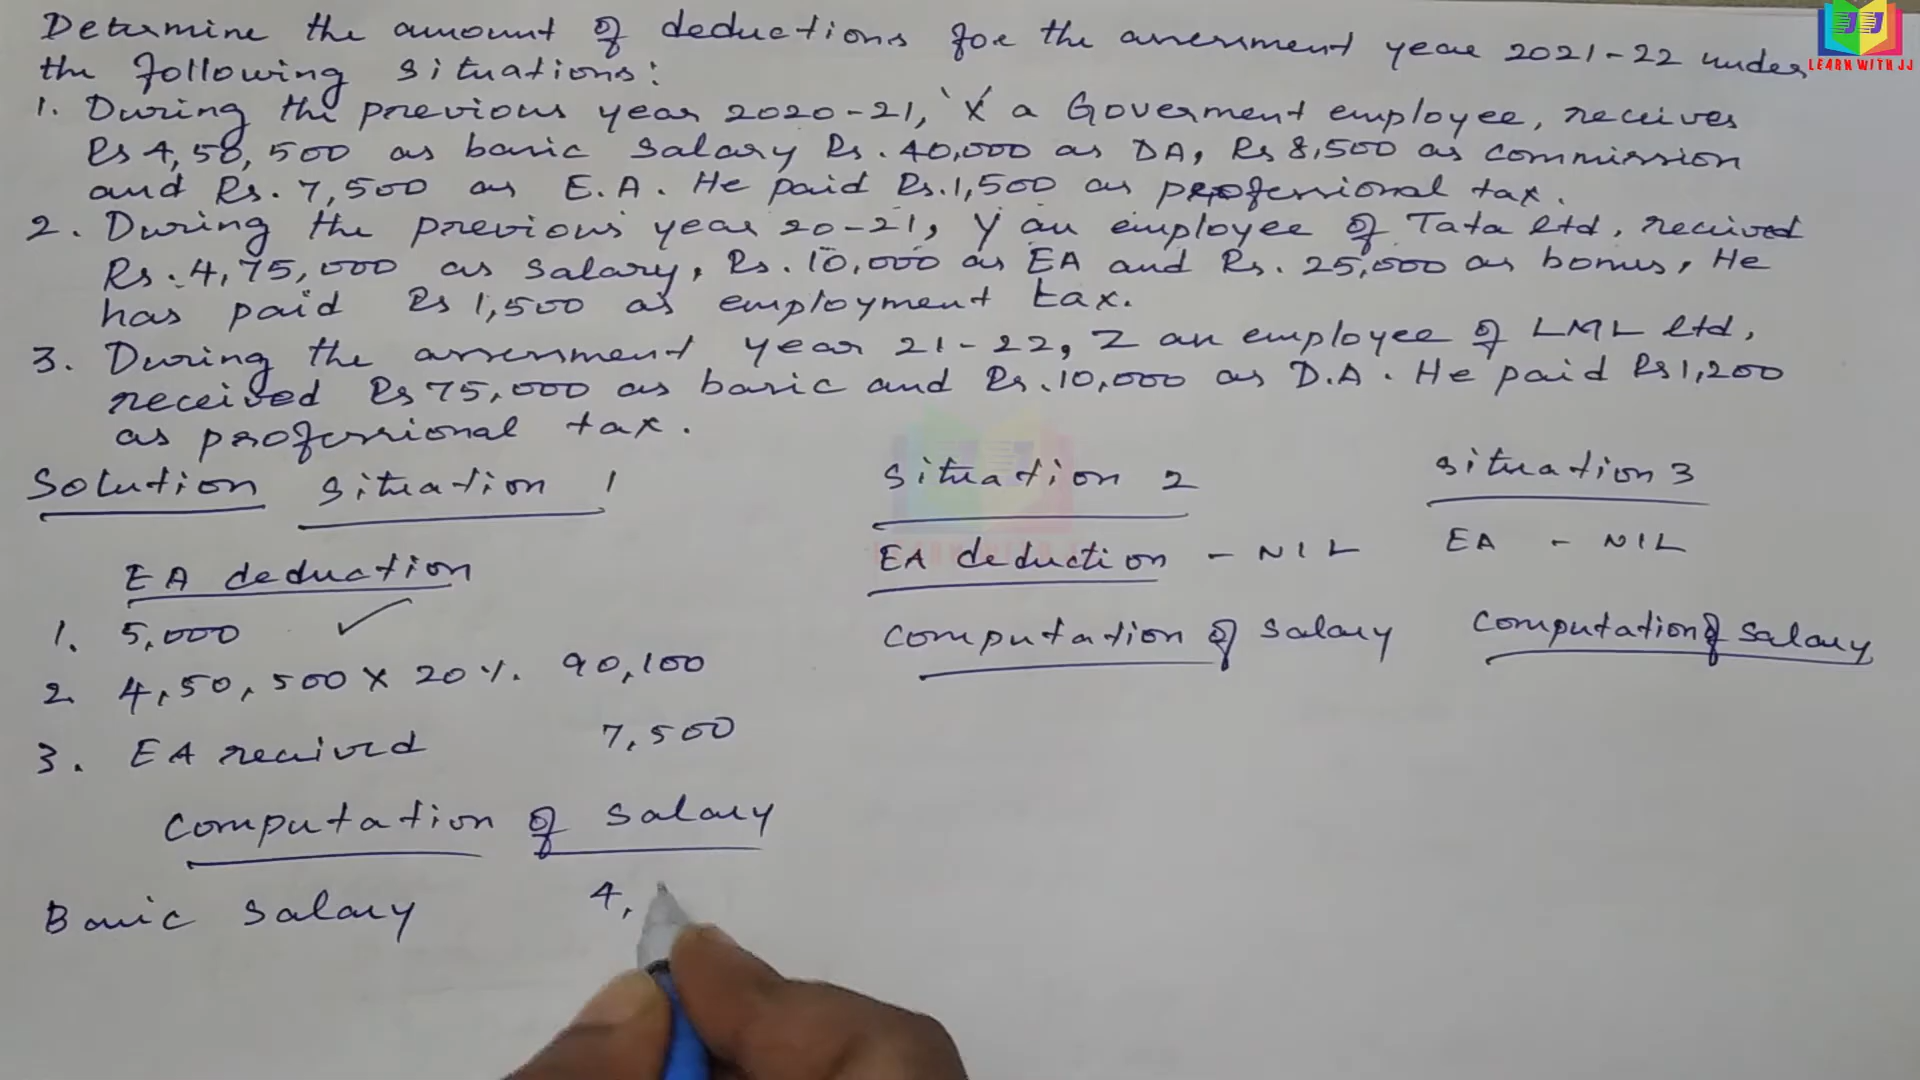 Determine the amount of deductions for the assessment year 2021-22 under
the following situations:
1. During the previous year 2020-21, 'X' a Goverment employee, receives
Rs 4,50,500 as basic salary Rs. 40,000 as DA, Rs 8,500 as commission
and Rs. 7,500 as E.A. He paid Rs.1,500 as professional tax.
2. During the previous year 20-21, Y an employee of Tata ltd, received
Rs. 4,75,000 as salary, Rs. 10,000 as EA and Rs. 25,000 as bonus, He
has paid Rs 1,500 as employment tax.
3. During the assessment year 21-22, Z an employee of LML ltd,
received Rs 75,000 as basic and Rs.10,000 as D.A. He paid Rs 1,200
as professional tax.
Solution situation 1
EA deduction
1. 5,000 ✓
2. 4,50,500 x 20%. 90,100
3. EA received 7,500
Computation of salary
Basic salary 4,
situation 2
EA deduction - NIL
Computation of salary
situation 3
EA - NIL
Computation of salary
JJ
LEARN WITH JJ
LEARN WITH J